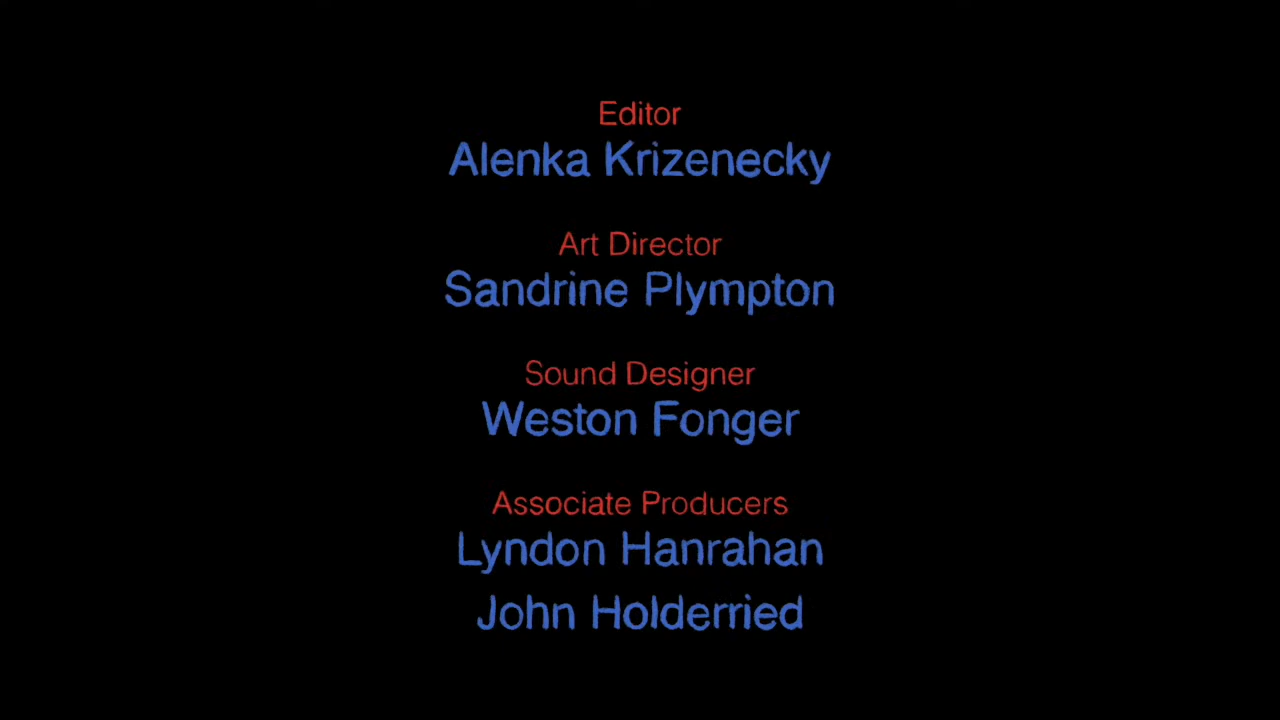 Editor
Alenka Krizenecky
Art Director
Sandrine Plympton
Sound Designer
Weston Fonger
Associate Producers
Lyndon Hanrahan
John Holderried